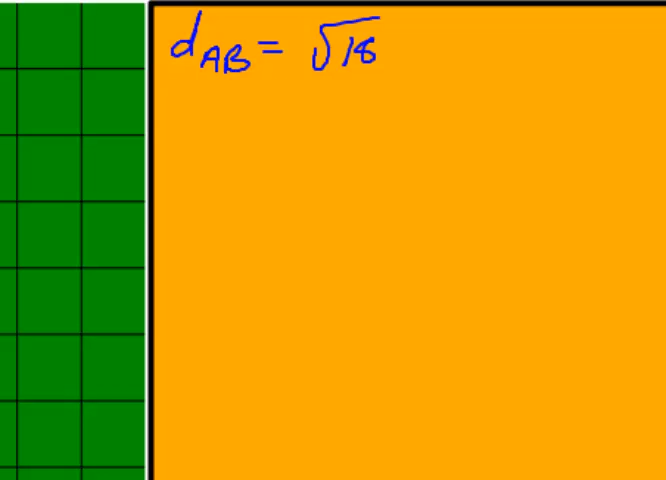 d_AB = √18